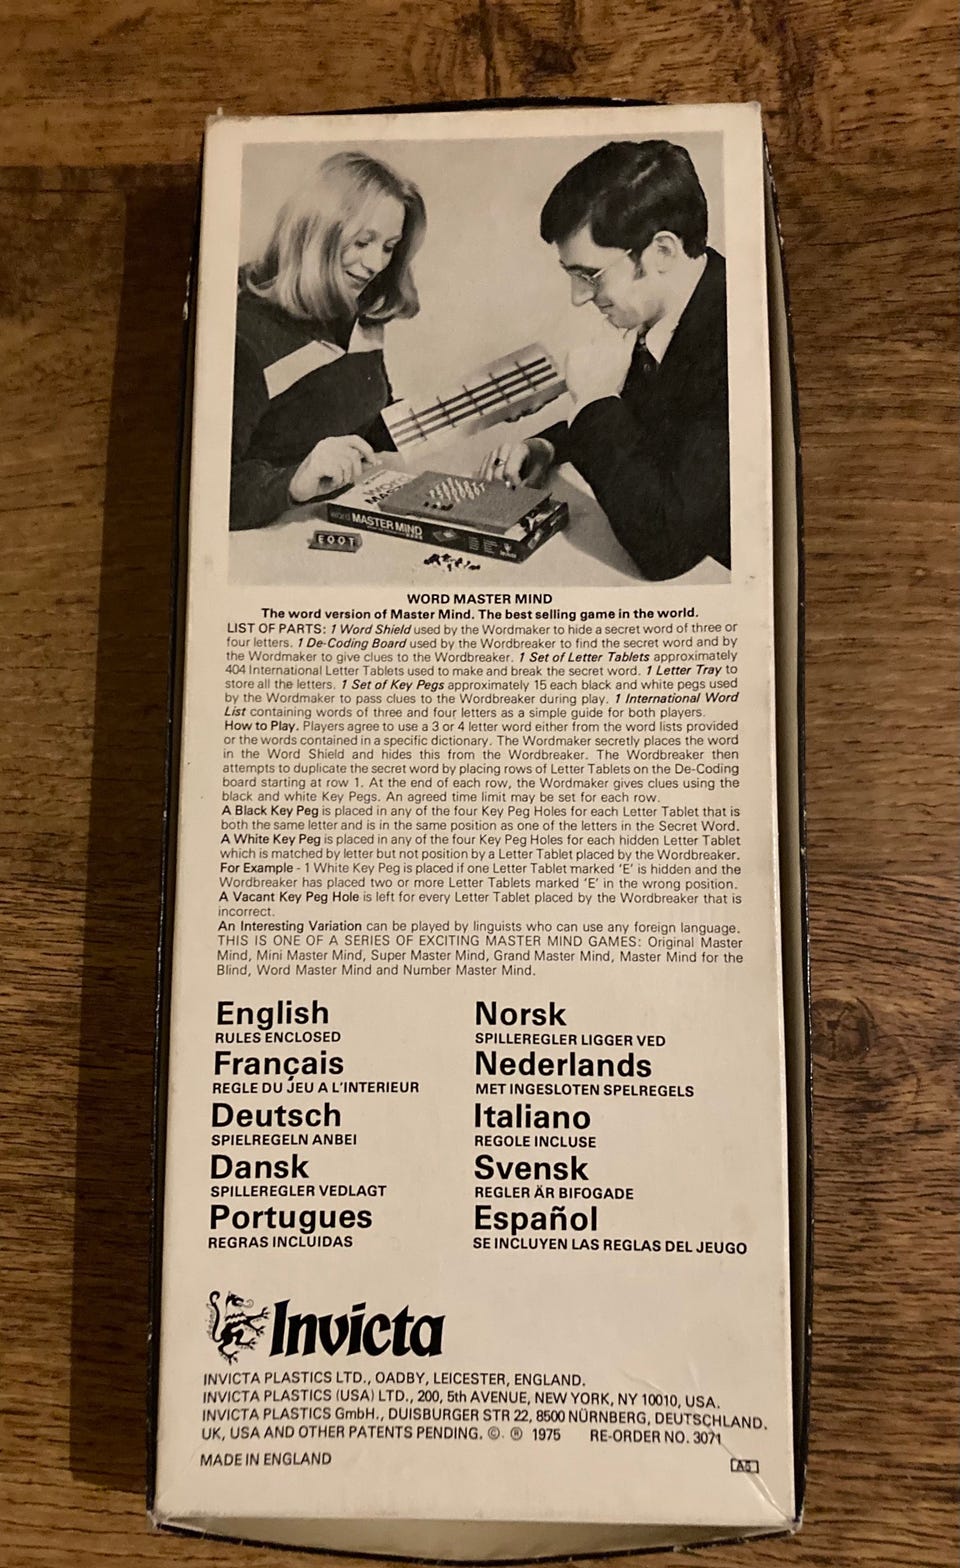 WORD MASTER MIND
FOOT
WORD MASTER MIND
The word version of Master Mind. The best selling game in the world.
LIST OF PARTS: 1 Word Shield used by the Wordmaker to hide a secret word of three or
four letters. 1 De-Coding Board used by the Wordbreaker to find the secret word and by
the Wordmaker to give clues to the Wordbreaker. 1 Set of Letter Tablets approximately
404 International Letter Tablets used to make and break the secret word. 1 Letter Tray to
store all the letters. 1 Set of Key Pegs approximately 15 each black and white pegs used
by the Wordmaker to pass clues to the Wordbreaker during play. 1 International Word
List containing words of three and four letters as a simple guide for both players.
How to Play. Players agree to use a 3 or 4 letter word either from the word lists provided
or the words contained in a specific dictionary. The Wordmaker secretly places the word
in the Word Shield and hides this from the Wordbreaker. The Wordbreaker then
attempts to duplicate the secret word by placing rows of Letter Tablets on the De-Coding
board starting at row 1. At the end of each row, the Wordmaker gives clues using the
black and white Key Pegs. An agreed time limit may be set for each row.
A Black Key Peg is placed in any of the four Key Peg Holes for each Letter Tablet that is
both the same letter and is in the same position as one of the letters in the Secret Word.
A White Key Peg is placed in any of the four Key Peg Holes for each hidden Letter Tablet
which is matched by letter but not position by a Letter Tablet placed by the Wordbreaker.
For Example - 1 White Key Peg is placed if one Letter Tablet marked 'E' is hidden and the
Wordbreaker has placed two or more Letter Tablets marked 'E' in the wrong position.
A Vacant Key Peg Hole is left for every Letter Tablet placed by the Wordbreaker that is
incorrect.
An Interesting Variation can be played by linguists who can use any foreign language.
THIS IS ONE OF A SERIES OF EXCITING MASTER MIND GAMES: Original Master
Mind, Mini Master Mind, Super Master Mind, Grand Master Mind, Master Mind for the
Blind, Word Master Mind and Number Master Mind.
English
RULES ENCLOSED
Français
REGLE DU JEU A L'INTERIEUR
Deutsch
SPIELREGELN ANBEI
Dansk
SPILLEREGLER VEDLAGT
Portugues
REGRAS INCLUIDAS
Norsk
SPILLEREGLER LIGGER VED
Nederlands
MET INGESLOTEN SPELREGELS
Italiano
REGOLE INCLUSE
Svensk
REGLER ÄR BIFOGADE
Español
SE INCLUYEN LAS REGLAS DEL JEUGO
Invicta
INVICTA PLASTICS LTD., OADBY, LEICESTER, ENGLAND.
INVICTA PLASTICS (USA) LTD., 200, 5th AVENUE, NEW YORK, NY 10010, USA.
INVICTA PLASTICS GmbH., DUISBURGER STR 22, 8500 NÜRNBERG, DEUTSCHLAND.
UK, USA AND OTHER PATENTS PENDING. ©. ® 1975 RE-ORDER NO. 3071
MADE IN ENGLAND
A5